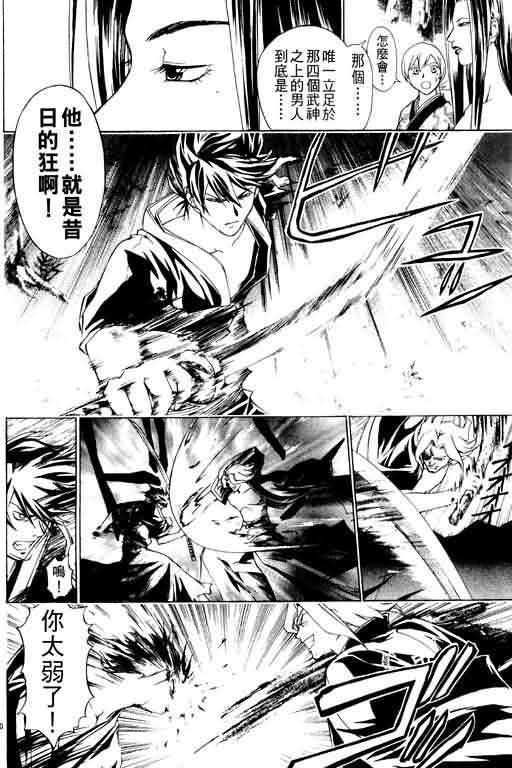 怎麼會……
那個……
唯一立足於
那四個武神
之上的男人
到底是……
他……就是昔
日的狂啊！
嗚！
你太弱了！